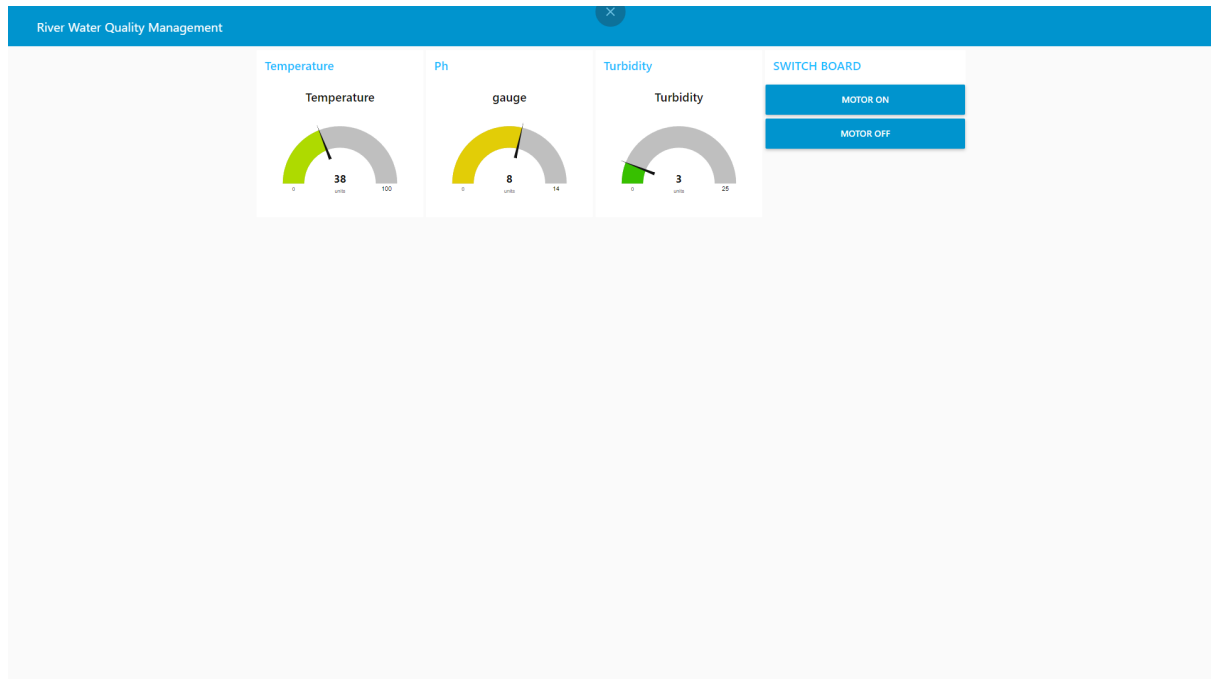 River Water Quality Management
Temperature
Temperature
38
units
0
100
Ph
gauge
8
units
0
14
Turbidity
Turbidity
3
units
0
25
SWITCH BOARD
MOTOR ON
MOTOR OFF